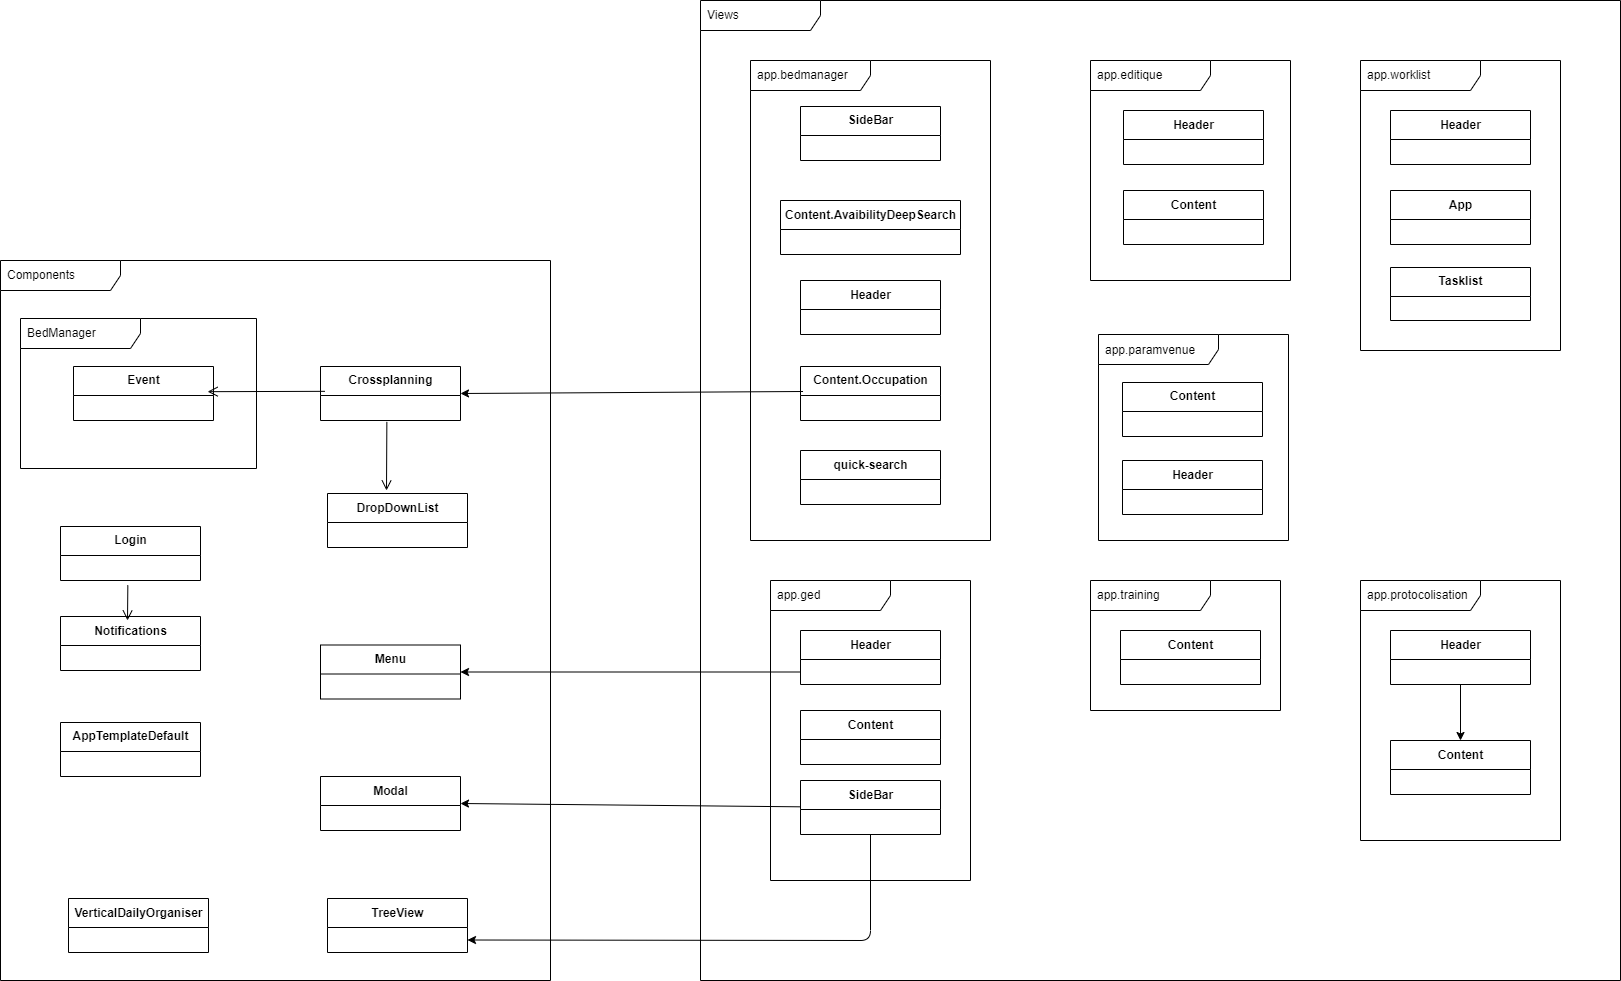 Views
app.bedmanager
SideBar
Content.AvaibilityDeepSearch
Header
Content.Occupation
quick-search
app.editique
Header
Content
app.worklist
Header
App
Tasklist
app.paramvenue
Content
Header
app.ged
Header
Content
SideBar
app.training
Content
app.protocolisation
Header
Content
Components
BedManager
Event
Crossplanning
DropDownList
Login
Notifications
Menu
AppTemplateDefault
Modal
VerticalDailyOrganiser
TreeView